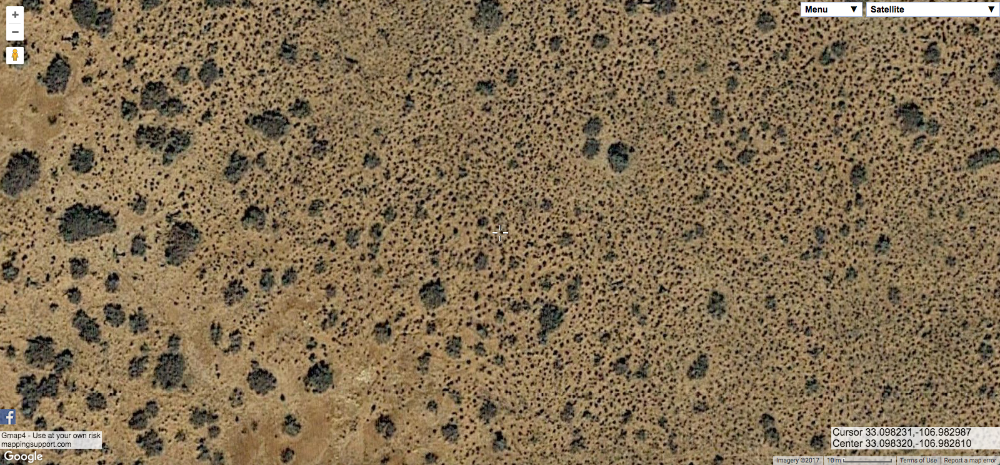 +
Menu ▼
Satellite ▼
−
f
Gmap4 - Use at your own risk
mappingsupport.com
Google
Cursor 33.098231,-106.982987
Center 33.098320,-106.982810
Imagery ©2017
10 m
Terms of Use
Report a map error